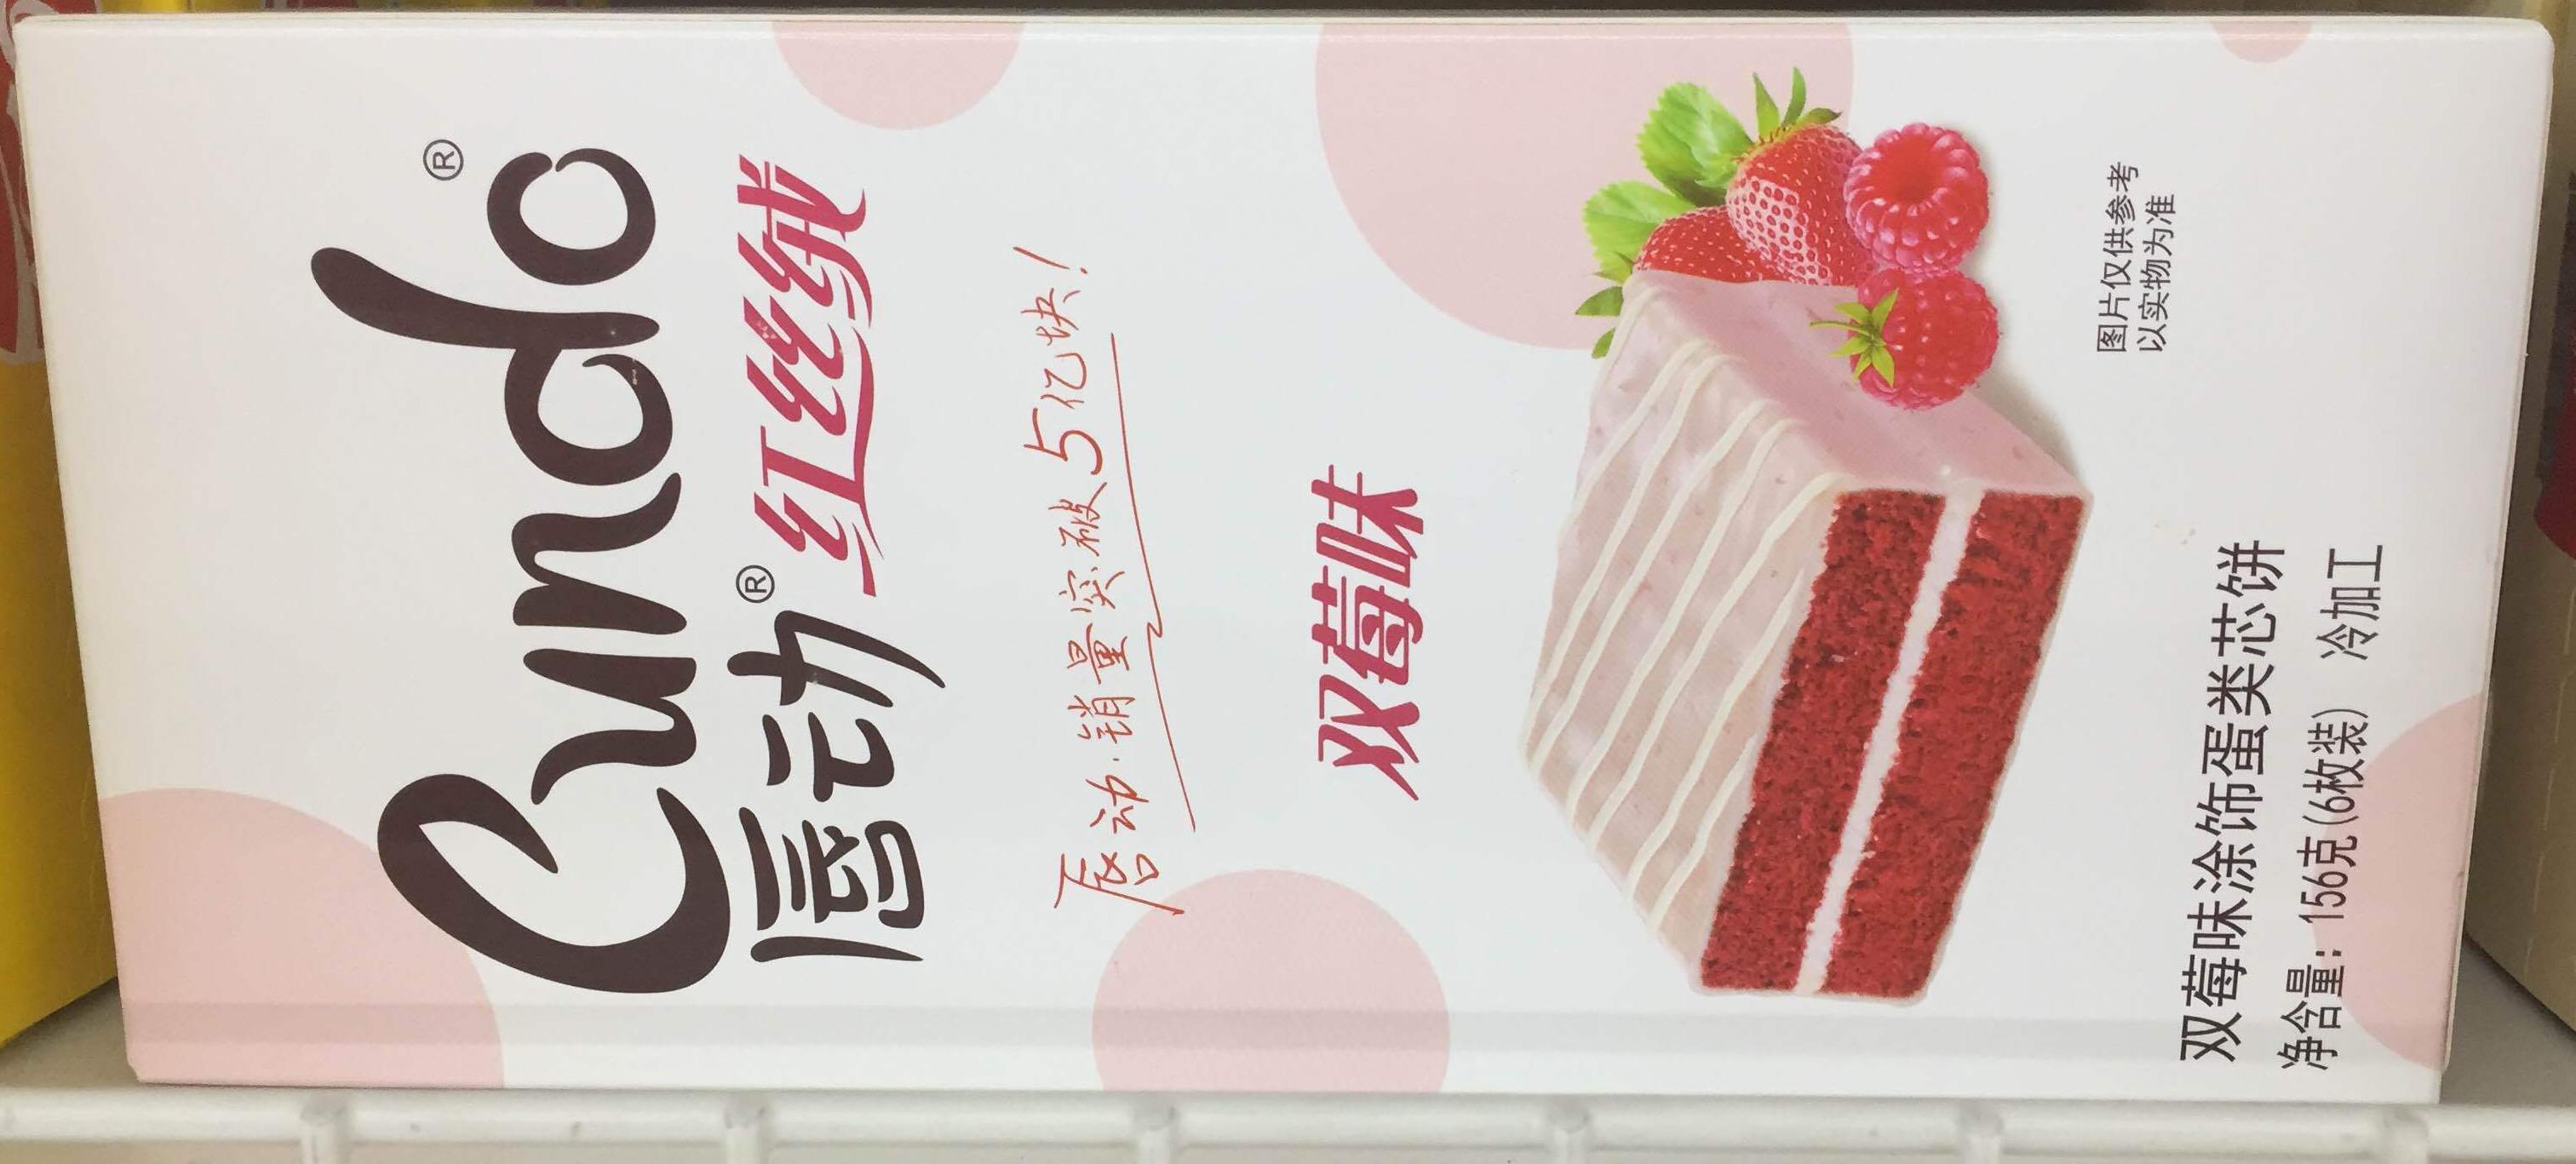 Cundo®
唇动®红丝绒
唇动·销量突破5亿块!
双莓味
图片仅供参考
以实物为准
双莓味涂饰蛋类芯饼
净含量：156克(6枚装) 冷加工